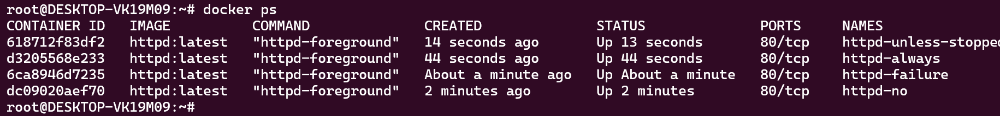 root@DESKTOP-VK19M09:~# docker ps
CONTAINER ID   IMAGE          COMMAND              CREATED              STATUS              PORTS     NAMES
618712f83df2   httpd:latest   "httpd-foreground"   14 seconds ago       Up 13 seconds       80/tcp    httpd-unless-stopped
d3205568e233   httpd:latest   "httpd-foreground"   44 seconds ago       Up 44 seconds       80/tcp    httpd-always
6ca8946d7235   httpd:latest   "httpd-foreground"   About a minute ago   Up About a minute   80/tcp    httpd-failure
dc09020aef70   httpd:latest   "httpd-foreground"   2 minutes ago        Up 2 minutes        80/tcp    httpd-no
root@DESKTOP-VK19M09:~#